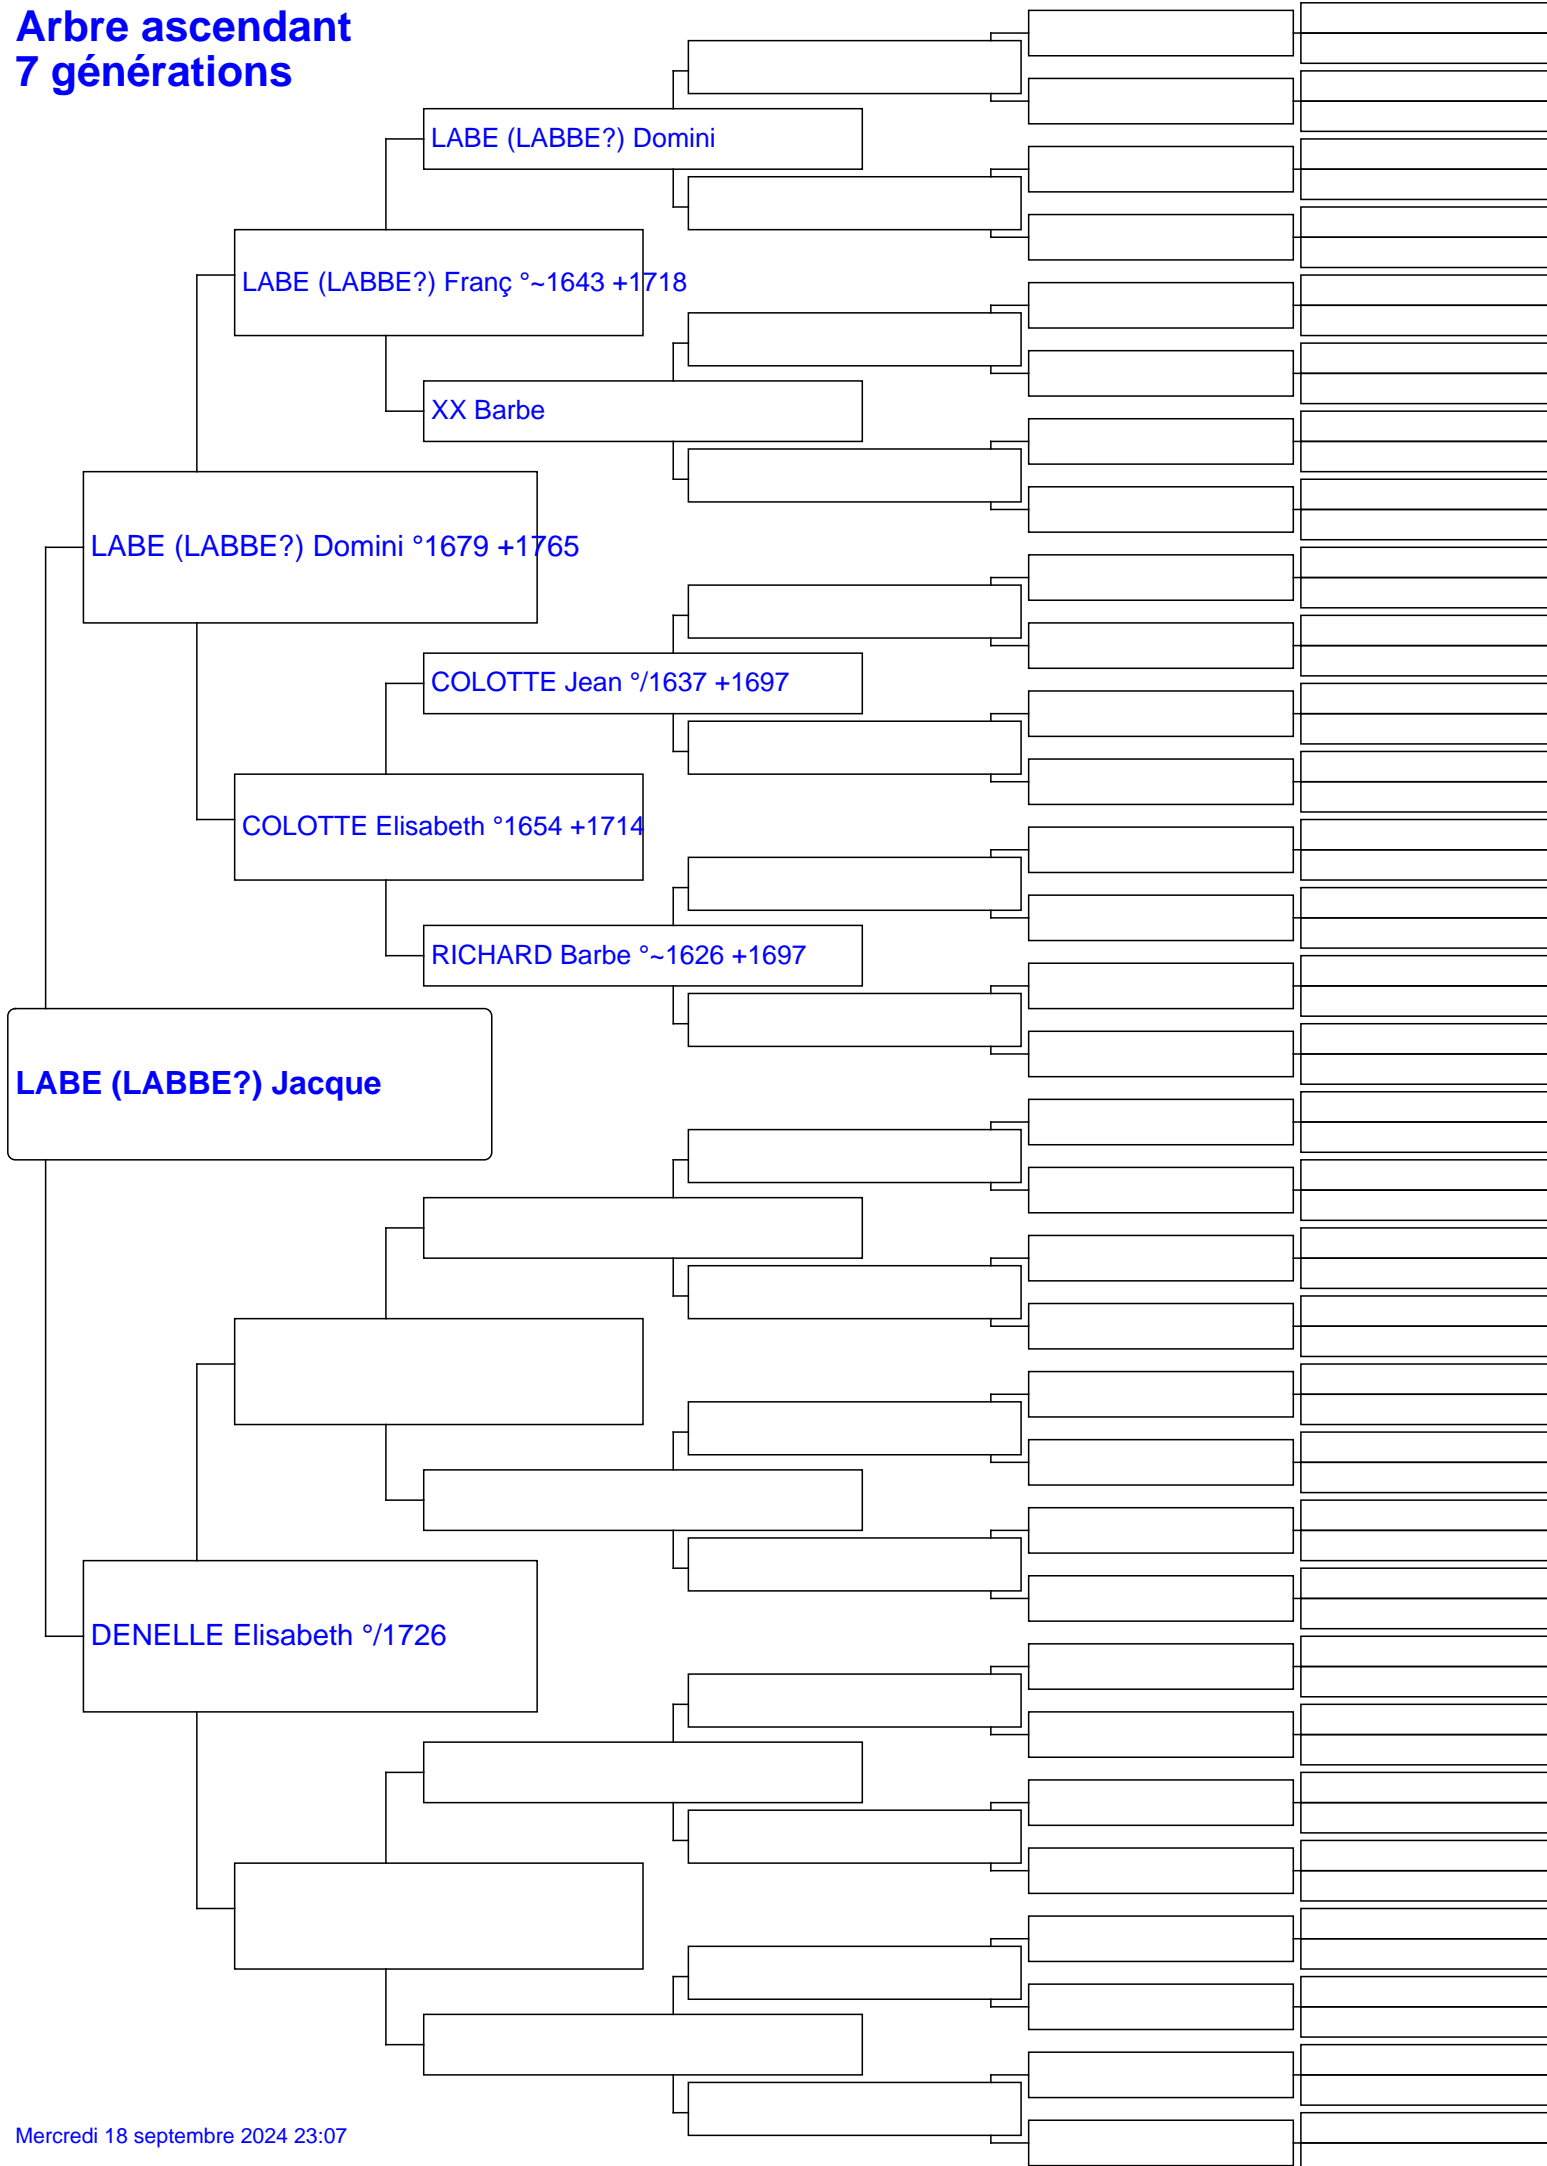 Arbre ascendant
7 générations
LABE (LABBE?) Domini
LABE (LABBE?) Franç °~1643 +1718
XX Barbe
LABE (LABBE?) Domini °1679 +1765
COLOTTE Jean °/1637 +1697
COLOTTE Elisabeth °1654 +1714
RICHARD Barbe °~1626 +1697
LABE (LABBE?) Jacque
DENELLE Elisabeth °/1726
Mercredi 18 septembre 2024 23:07